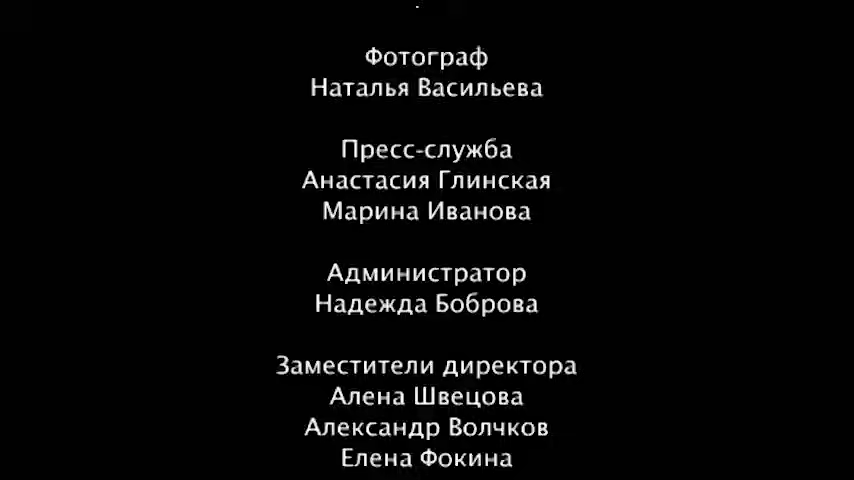 Фотограф
Наталья Васильева
Пресс-служба
Анастасия Глинская
Марина Иванова
Администратор
Надежда Боброва
Заместители директора
Алена Швецова
Александр Волчков
Елена Фокина